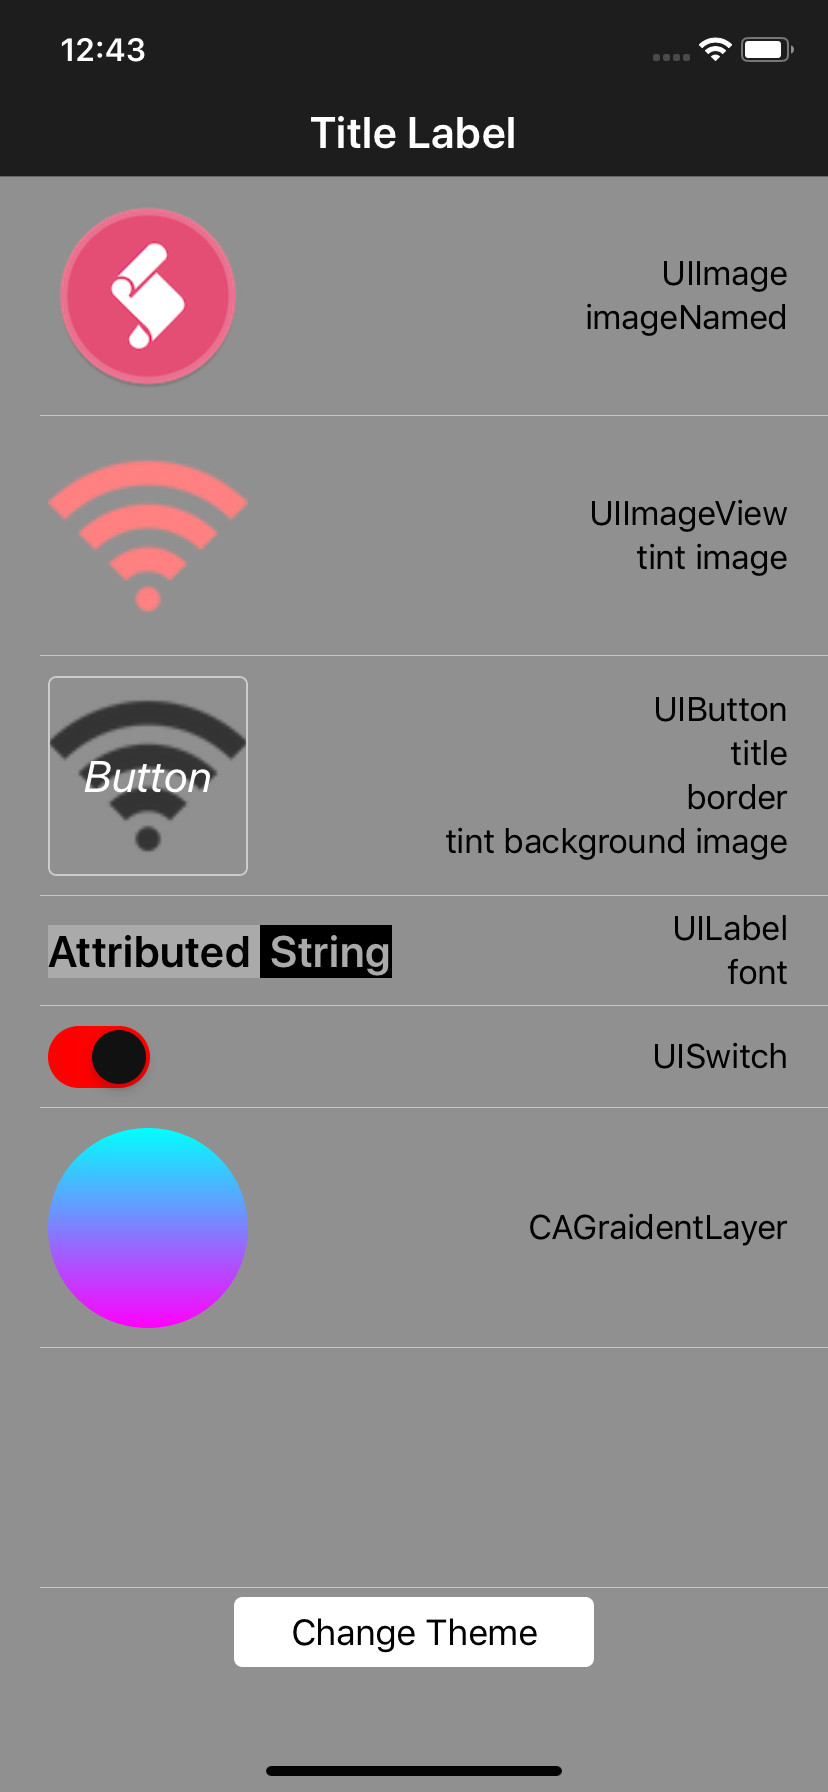 12:43
Title Label
UIImage
imageNamed
UIImageView
tint image
Button
UIButton
title
border
tint background image
Attributed String
UILabel
font
UISwitch
CAGraidentLayer
Change Theme